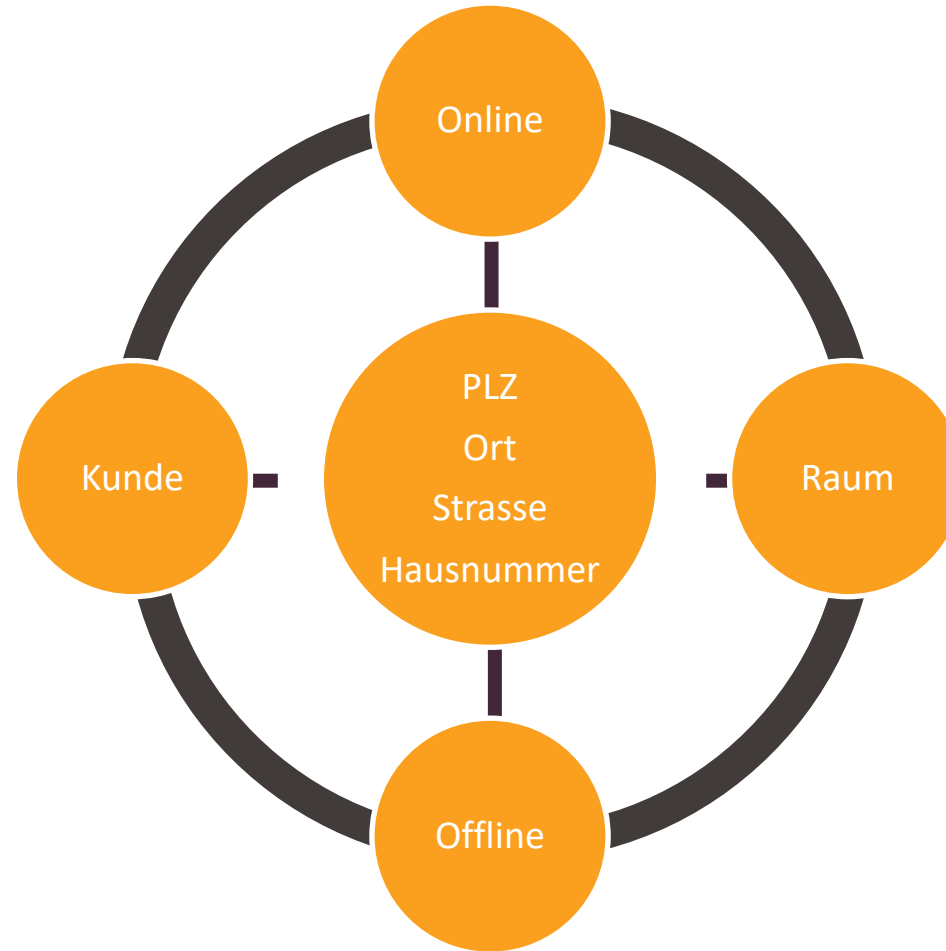 Online
PLZ
Ort
Kunde
Raum
Strasse
Hausnummer
Offline